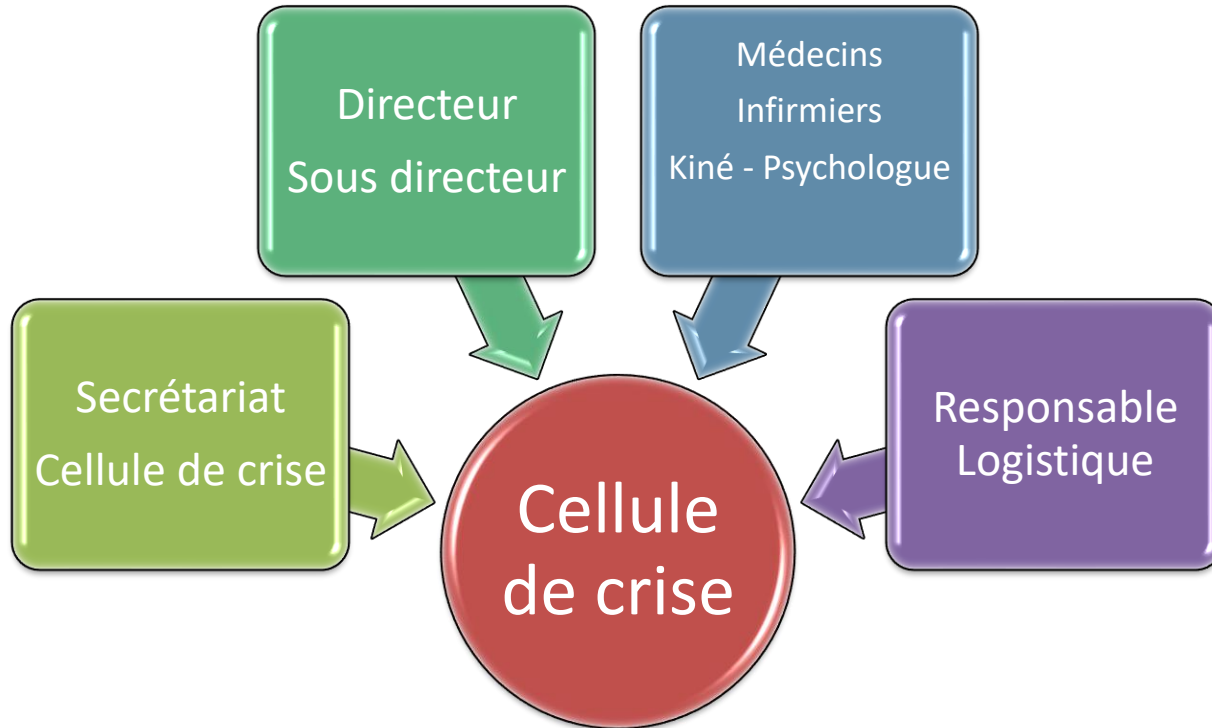 Directeur
Sous directeur
Médecins
Infirmiers
Kiné - Psychologue
Secrétariat
Cellule de crise
Responsable
Logistique
Cellule
de crise